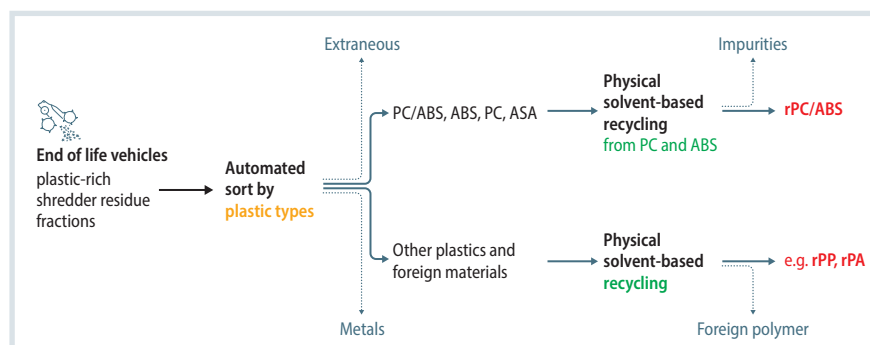 Extraneous
Impurities
End of life vehicles
plastic-rich
shredder residue
fractions
Automated
sort by
plastic types
PC/ABS, ABS, PC, ASA
Physical
solvent-based
recycling
from PC and ABS
rPC/ABS
Other plastics and
foreign materials
Physical
solvent-based
recycling
e.g. rPP, rPA
Metals
Foreign polymer